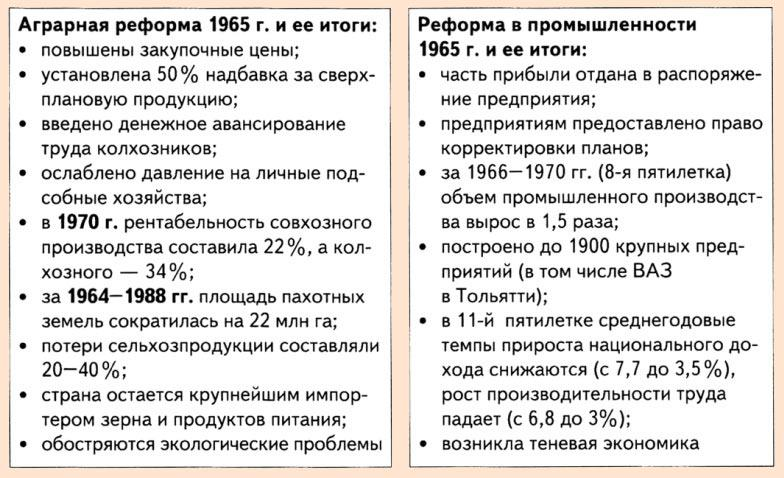 Аграрная реформа 1965 г. и ее итоги:
• повышены закупочные цены;
• установлена 50% надбавка за сверх-
плановую продукцию;
• введено денежное авансирование
труда колхозников;
• ослаблено давление на личные под-
собные хозяйства;
• в 1970 г. рентабельность совхозного
производства составила 22%, а кол-
хозного — 34%;
• за 1964—1988 гг. площадь пахотных
земель сократилась на 22 млн га;
• потери сельхозпродукции составляли
20—40%;
• страна остается крупнейшим импор-
тером зерна и продуктов питания;
• обостряются экологические проблемы
Реформа в промышленности
1965 г. и ее итоги:
• часть прибыли отдана в распоряже-
ние предприятия;
• предприятиям предоставлено право
корректировки планов;
• за 1966—1970 гг. (8-я пятилетка)
объем промышленного производст-
ва вырос в 1,5 раза;
• построено до 1900 крупных пред-
приятий (в том числе ВАЗ
в Тольятти);
• в 11-й пятилетке среднегодовые
темпы прироста национального до-
хода снижаются (с 7,7 до 3,5%),
рост производительности труда
падает (с 6,8 до 3%);
• возникла теневая экономика